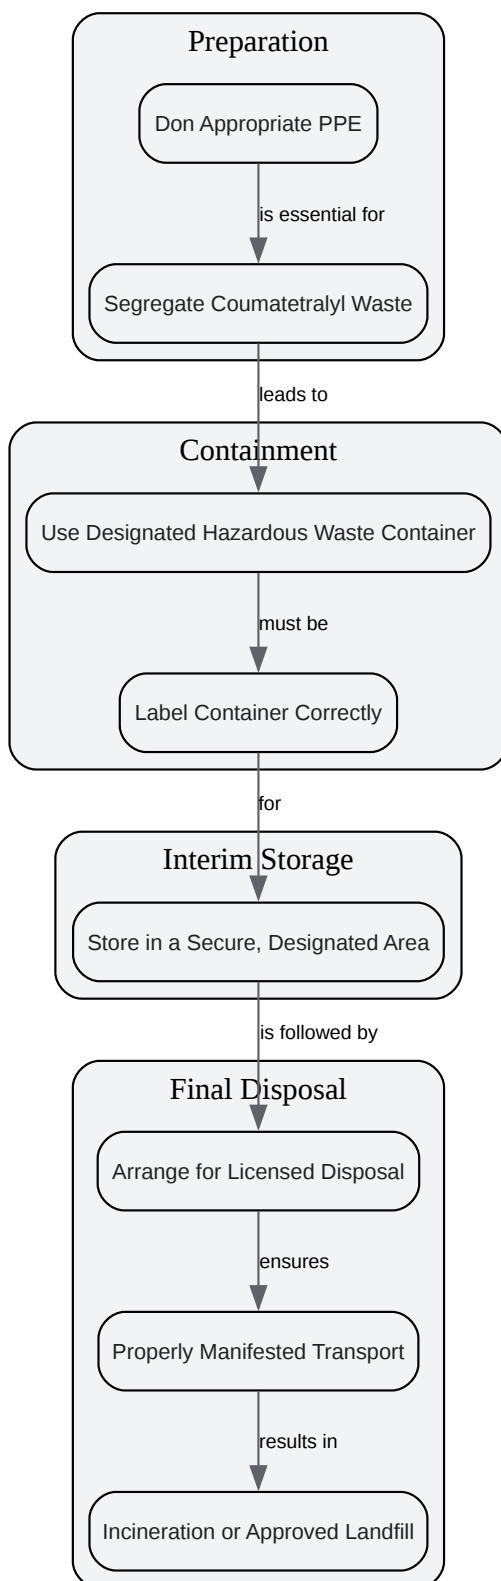 Preparation
Don Appropriate PPE
is essential for
Segregate Coumatetralyl Waste
leads to
Containment
Use Designated Hazardous Waste Container
must be
Label Container Correctly
for
Interim Storage
Store in a Secure, Designated Area
is followed by
Final Disposal
Arrange for Licensed Disposal
ensures
Properly Manifested Transport
results in
Incineration or Approved Landfill